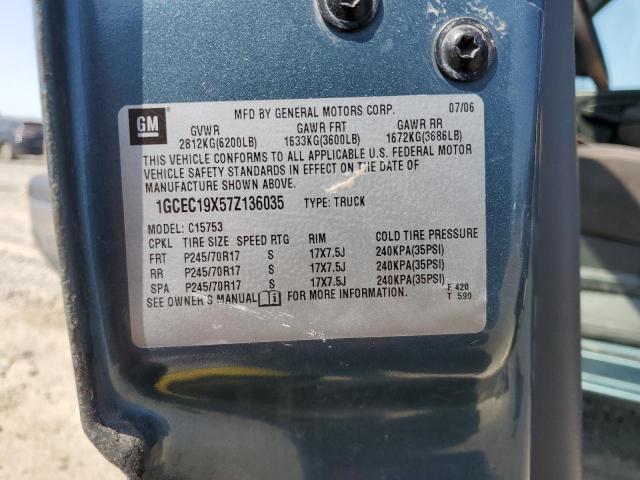 MFD BY GENERAL MOTORS CORP. 07/06
GM
GVWR GAWR FRT GAWR RR
2812KG(6200LB) 1633KG(3600LB) 1672KG(3686LB)
THIS VEHICLE CONFORMS TO ALL APPLICABLE U.S. FEDERAL MOTOR
VEHICLE SAFETY STANDARDS IN EFFECT ON THE DATE OF
MANUFACTURE SHOWN ABOVE.
1GCEC19X57Z136035 TYPE: TRUCK
MODEL: C15753
CPKL TIRE SIZE SPEED RTG RIM COLD TIRE PRESSURE
FRT P245/70R17 S 17X7.5J 240KPA(35PSI)
RR P245/70R17 S 17X7.5J 240KPA(35PSI)
SPA P245/70R17 S 17X7.5J 240KPA(35PSI)
SEE OWNER'S MANUAL FOR MORE INFORMATION.
F 420
T 590